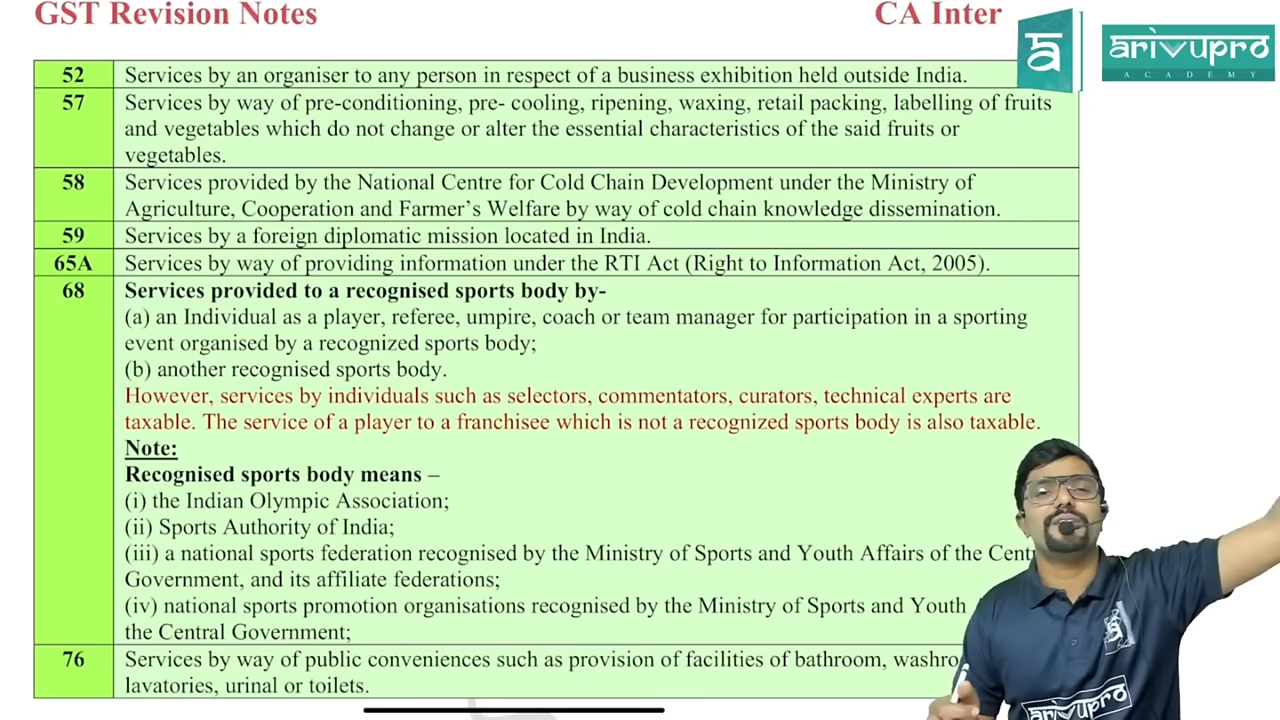 GST Revision Notes
CA Inter
arivupro
ACADEMY
52 Services by an organiser to any person in respect of a business exhibition held outside India.
57 Services by way of pre-conditioning, pre- cooling, ripening, waxing, retail packing, labelling of fruits
and vegetables which do not change or alter the essential characteristics of the said fruits or
vegetables.
58 Services provided by the National Centre for Cold Chain Development under the Ministry of
Agriculture, Cooperation and Farmer's Welfare by way of cold chain knowledge dissemination.
59 Services by a foreign diplomatic mission located in India.
65A Services by way of providing information under the RTI Act (Right to Information Act, 2005).
68 Services provided to a recognised sports body by-
(a) an Individual as a player, referee, umpire, coach or team manager for participation in a sporting
event organised by a recognized sports body;
(b) another recognised sports body.
However, services by individuals such as selectors, commentators, curators, technical experts are
taxable. The service of a player to a franchisee which is not a recognized sports body is also taxable.
Note:
Recognised sports body means –
(i) the Indian Olympic Association;
(ii) Sports Authority of India;
(iii) a national sports federation recognised by the Ministry of Sports and Youth Affairs of the
Government, and its affiliate federations;
(iv) national sports promotion organisations recognised by the Ministry of Sports and Youth
the Central Government;
76 Services by way of public conveniences such as provision of facilities of bathroom,
lavatories, urinal or toilets.
arivupro